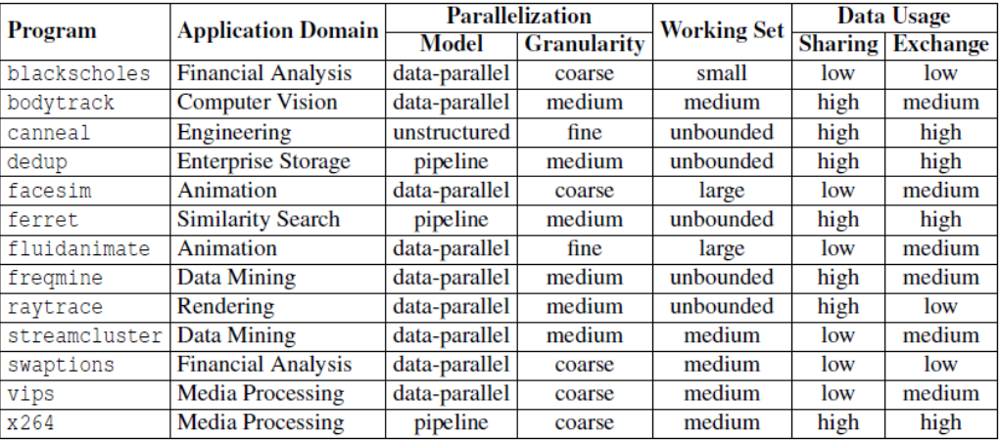 Program Application Domain Parallelization Working Set Data Usage
Model Granularity Sharing Exchange
blackscholes Financial Analysis data-parallel coarse small low low
bodytrack Computer Vision data-parallel medium medium high medium
canneal Engineering unstructured fine unbounded high high
dedup Enterprise Storage pipeline medium unbounded high high
facesim Animation data-parallel coarse large low medium
ferret Similarity Search pipeline medium unbounded high high
fluidanimate Animation data-parallel fine large low medium
freqmine Data Mining data-parallel medium unbounded high medium
raytrace Rendering data-parallel medium unbounded high low
streamcluster Data Mining data-parallel medium medium low medium
swaptions Financial Analysis data-parallel coarse medium low low
vips Media Processing data-parallel coarse medium low medium
x264 Media Processing pipeline coarse medium high high